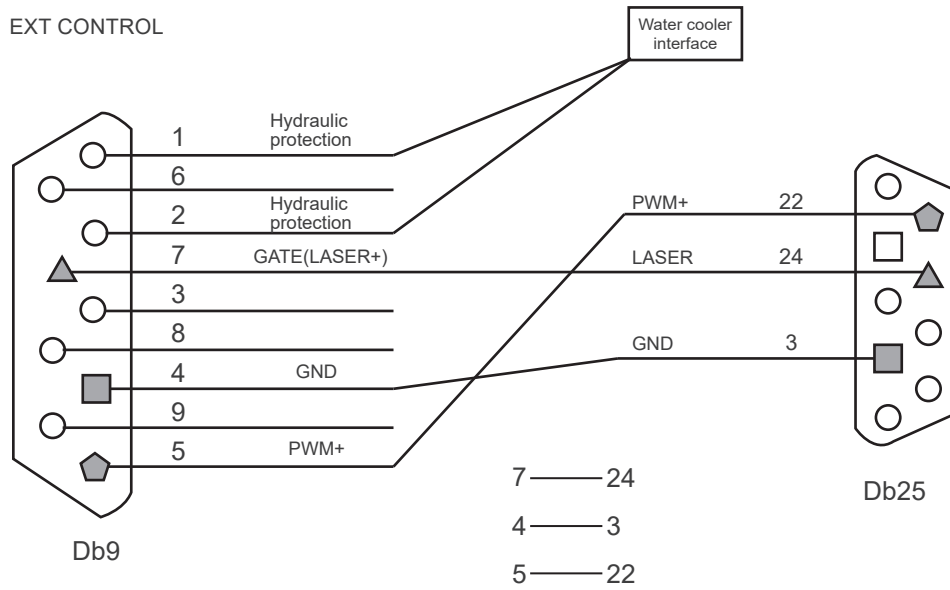 EXT CONTROL
Water cooler
interface
1
Hydraulic
protection
6
2
Hydraulic
protection
7
GATE(LASER+)
3
8
4
GND
9
5
PWM+
PWM+
22
LASER
24
GND
3
Db9
Db25
7 24
4 3
5 22